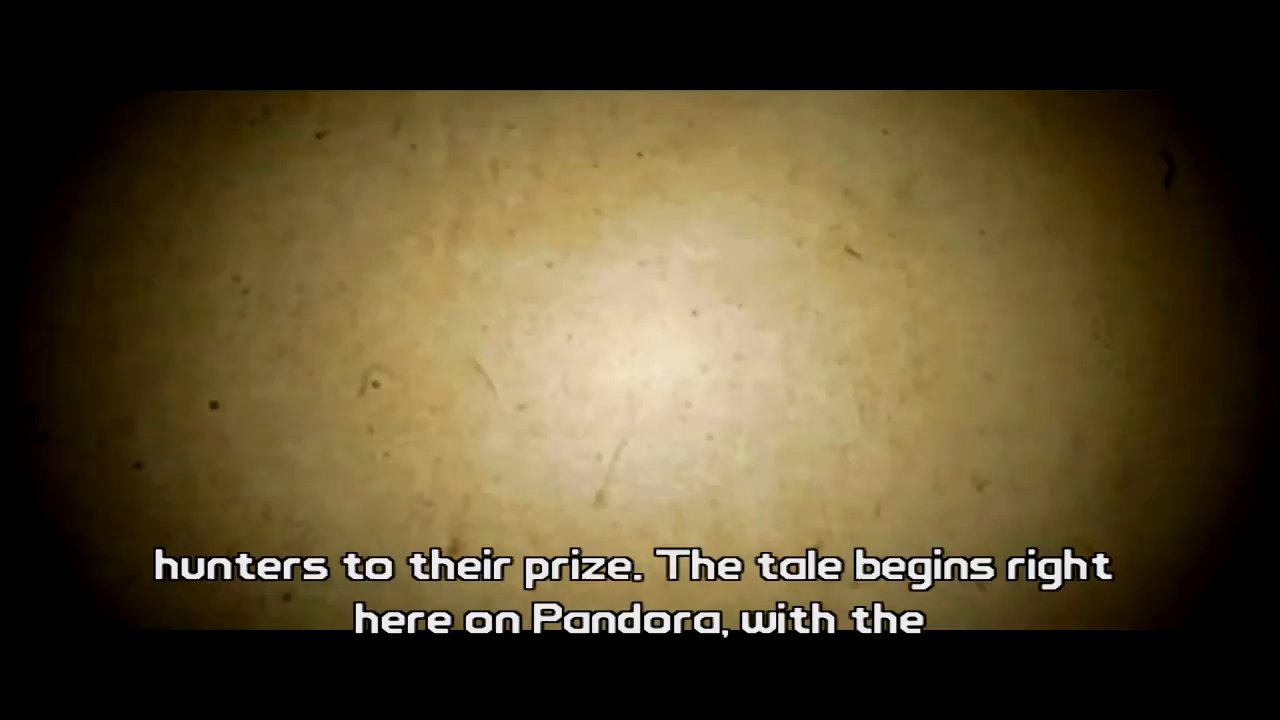 hunters to their prize. The tale begins right
here on Pandora, with the